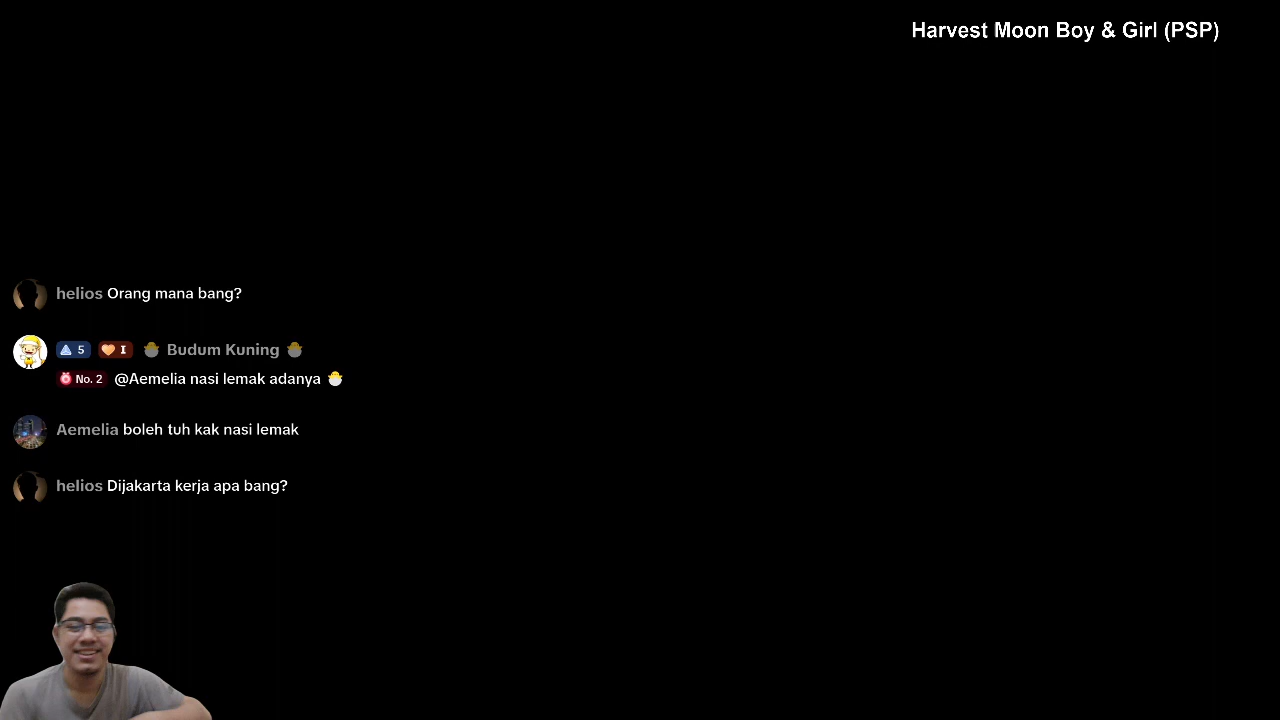 Harvest Moon Boy & Girl (PSP)
helios Orang mana bang?
5 I Budum Kuning
No. 2 @Aemelia nasi lemak adanya
Aemelia boleh tuh kak nasi lemak
helios Dijakarta kerja apa bang?